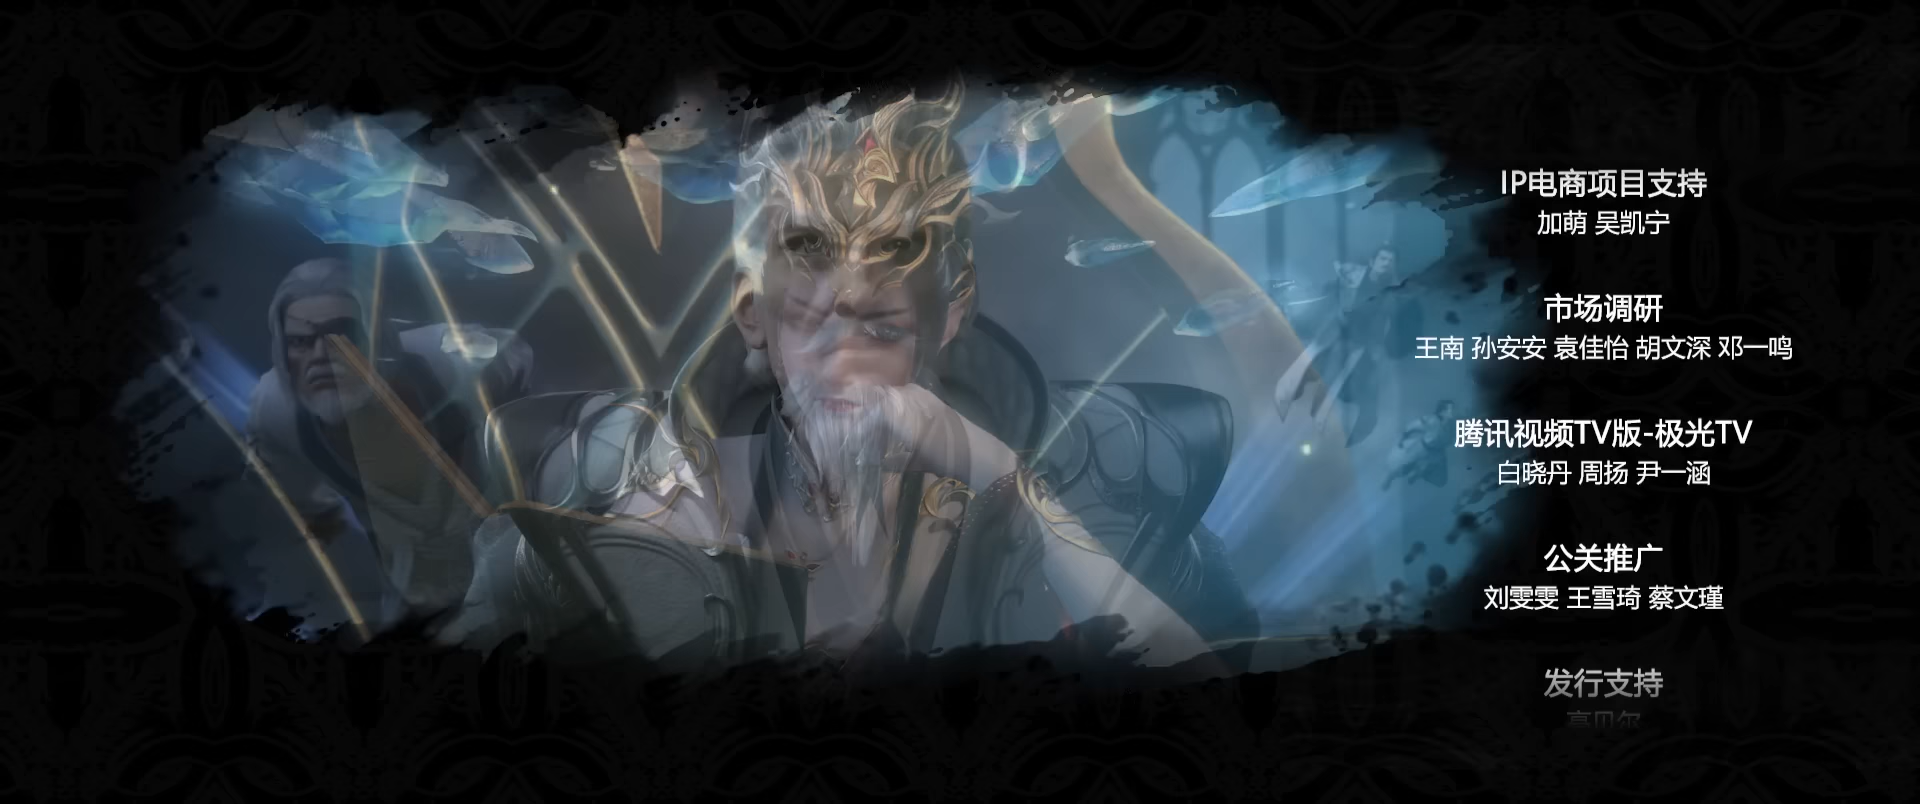 IP电商项目支持
加萌 吴凯宁
市场调研
王南 孙安安 袁佳怡 胡文深 邓一鸣
腾讯视频TV版-极光TV
白晓丹 周扬 尹一涵
公关推广
刘雯雯 王雪琦 蔡文瑾
发行支持